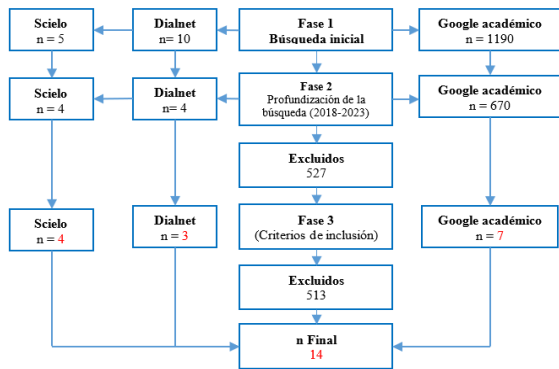 Scielo
n = 5
Dialnet
n= 10
Fase 1
Búsqueda inicial
Google académico
n = 1190
Scielo
n = 4
Dialnet
n = 4
Fase 2
Profundización de la
búsqueda (2018-2023)
Google académico
n = 670
Excluidos
527
Scielo
n = 4
Dialnet
n = 3
Fase 3
(Criterios de inclusión)
Google académico
n = 7
Excluidos
513
n Final
14